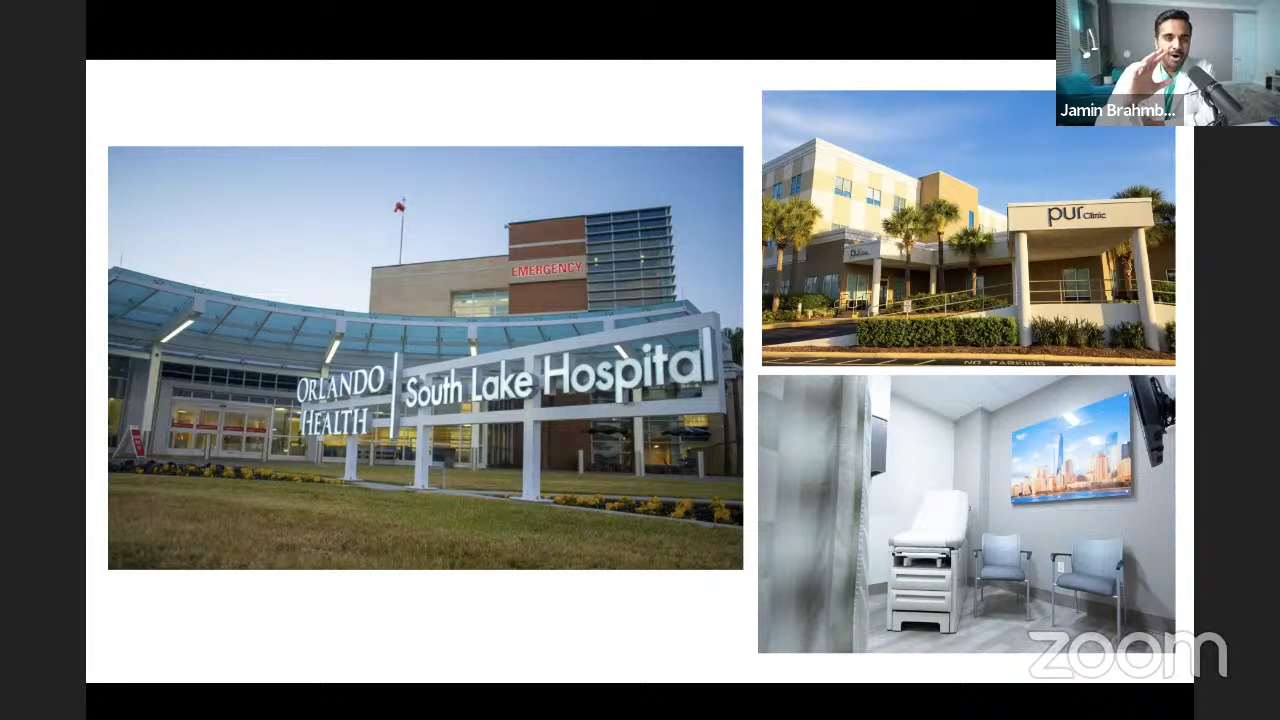 Jamin Brahmb...
EMERGENCY
ORLANDO
HEALTH
South Lake Hospital
pur Clinic
NO PARKING
zoom